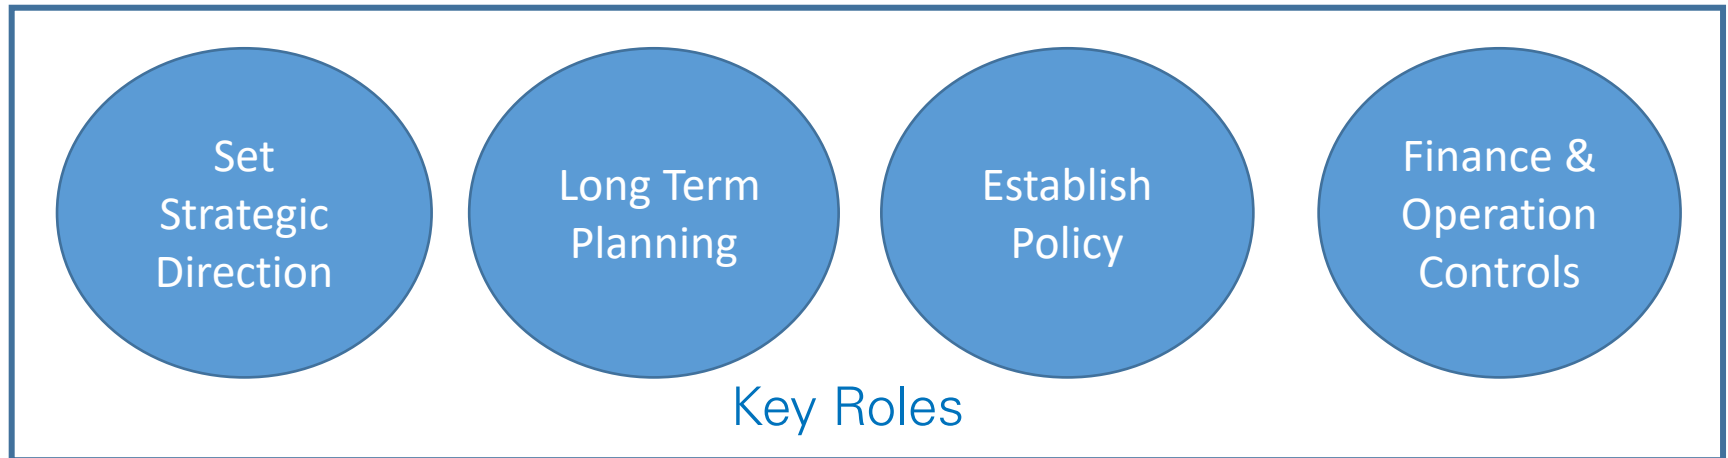 Set
Strategic
Direction
Long Term
Planning
Establish
Policy
Finance &
Operation
Controls
Key Roles